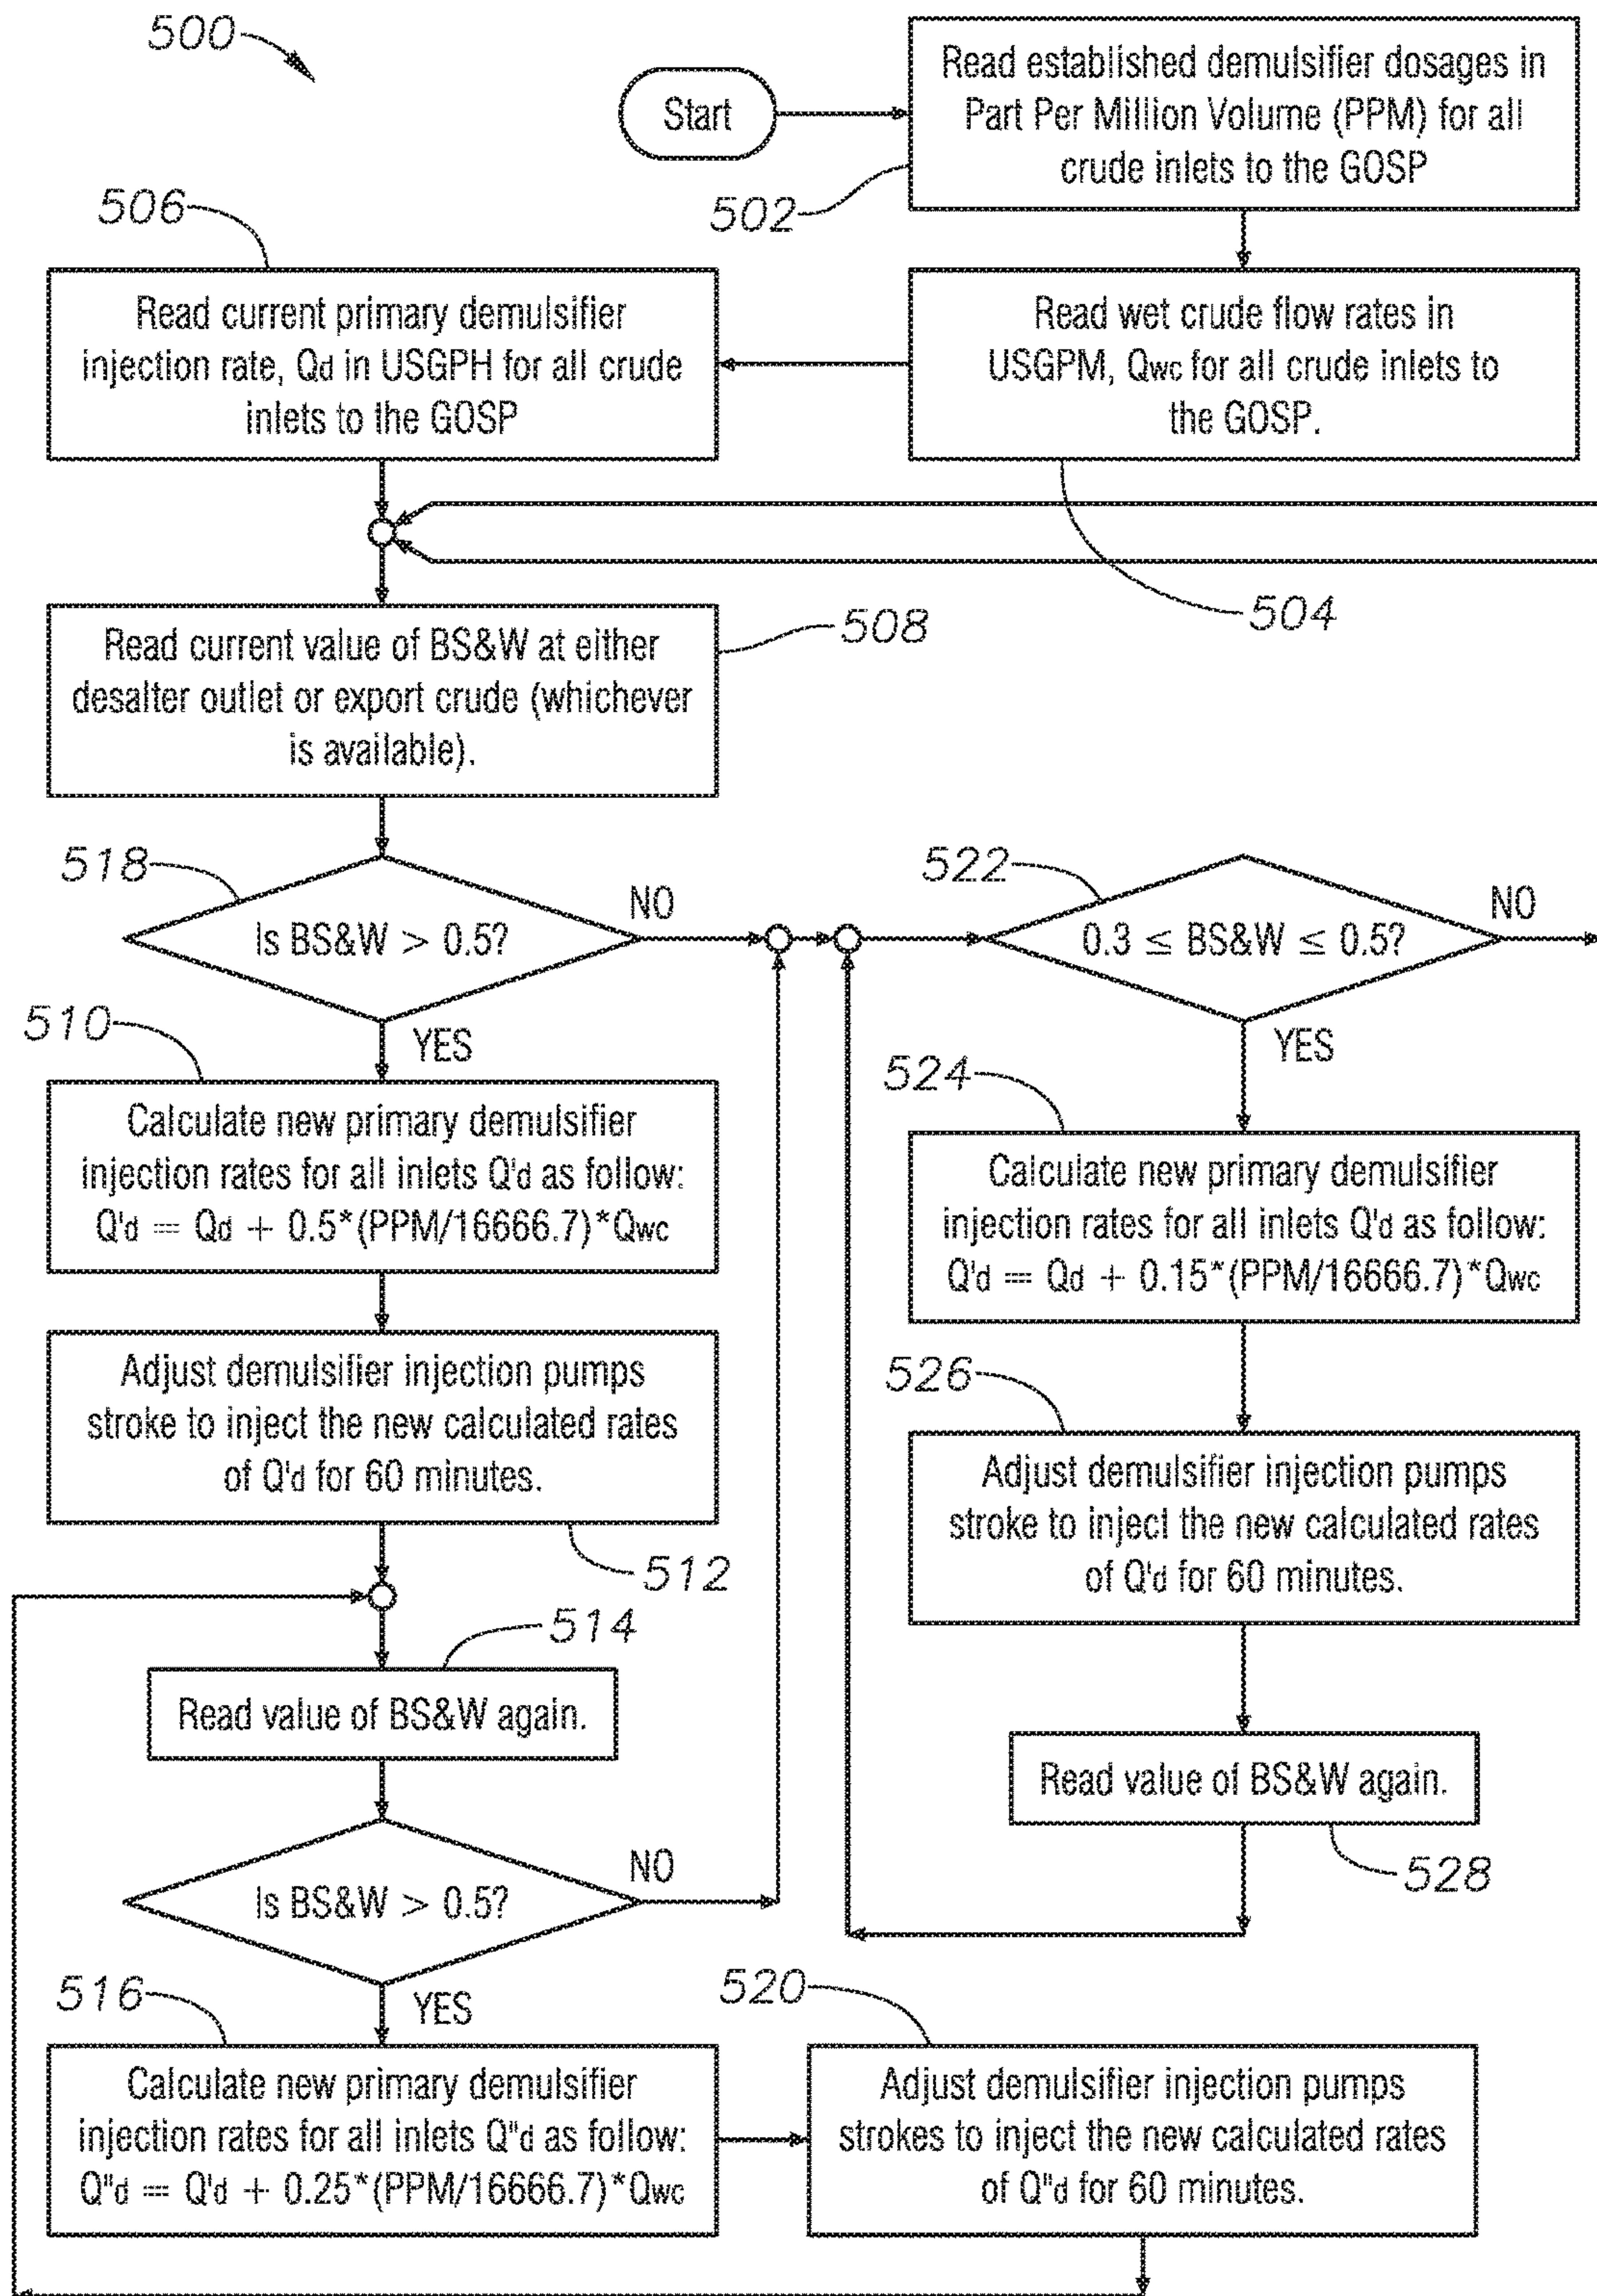 500
Start
Read established demulsifier dosages in
Part Per Million Volume (PPM) for all
crude inlets to the GOSP
502
506
Read current primary demulsifier
injection rate, Qd in USGPH for all crude
inlets to the GOSP
Read wet crude flow rates in
USGPM, Qwc for all crude inlets to
the GOSP.
504
Read current value of BS&W at either
desalter outlet or export crude (whichever
is available).
508
518
Is BS&W > 0.5?
NO
YES
522
0.3 ≤ BS&W ≤ 0.5?
NO
YES
510
Calculate new primary demulsifier
injection rates for all inlets Q'd as follow:
Q'd = Qd + 0.5*(PPM/16666.7)*Qwc
524
Calculate new primary demulsifier
injection rates for all inlets Q'd as follow:
Q'd = Qd + 0.15*(PPM/16666.7)*Qwc
Adjust demulsifier injection pumps
stroke to inject the new calculated rates
of Q'd for 60 minutes.
512
526
Adjust demulsifier injection pumps
stroke to inject the new calculated rates
of Q'd for 60 minutes.
514
Read value of BS&W again.
Read value of BS&W again.
528
Is BS&W > 0.5?
NO
YES
516
Calculate new primary demulsifier
injection rates for all inlets Q"d as follow:
Q"d = Q'd + 0.25*(PPM/16666.7)*Qwc
520
Adjust demulsifier injection pumps
strokes to inject the new calculated rates
of Q"d for 60 minutes.